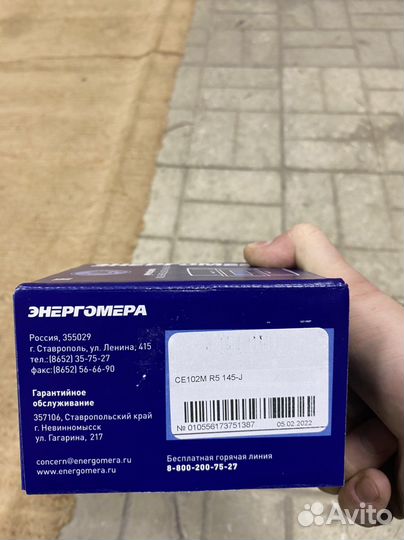 ЭНЕРГОМЕРА
ЭНЕРГОМЕРА
Россия, 355029
г. Ставрополь, ул. Ленина, 415
тел.:(8652) 35-75-27
факс:(8652) 56-66-90
Гарантийное
обслуживание
357106, Ставропольский край
г. Невинномысск
ул. Гагарина, 217
concern@energomera.ru
www.energomera.ru
CE102M R5 145-J
№ 010556173751387
05.02.2022
Бесплатная горячая линия
8-800-200-75-27
Avito